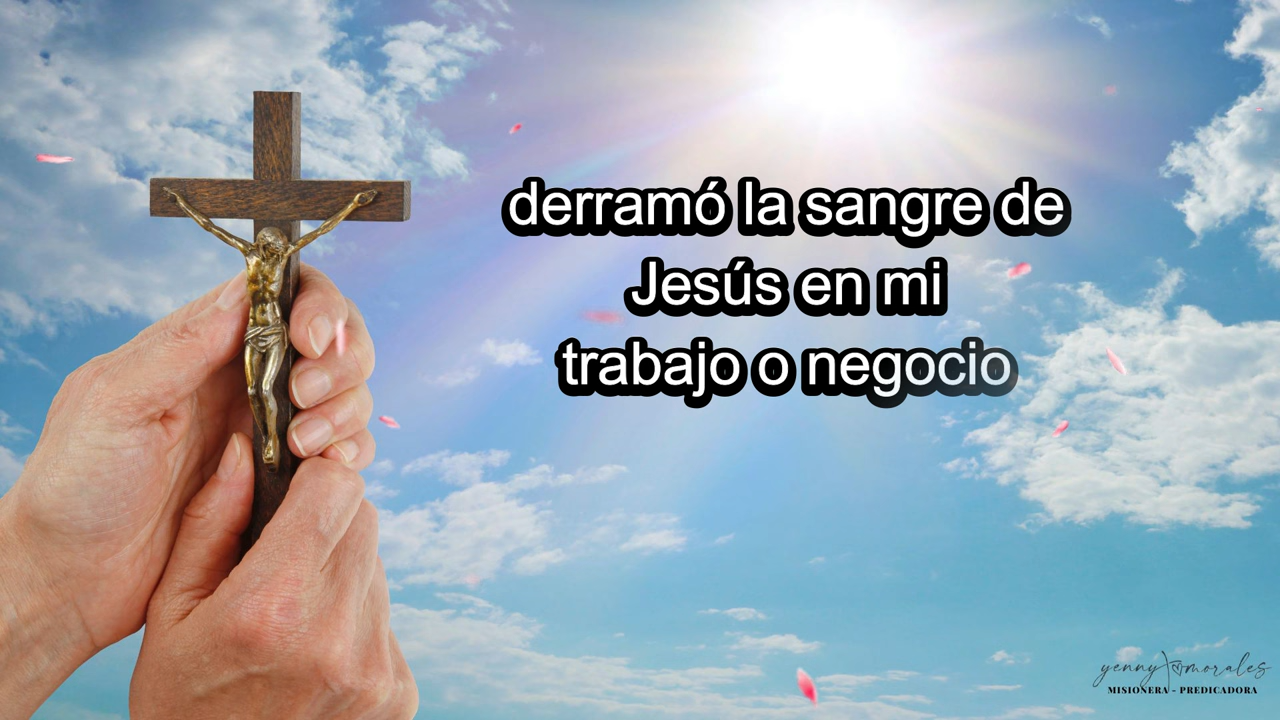 derramó la sangre de
Jesús en mi
trabajo o negocio
yenny morales
MISIONERA - PREDICADORA